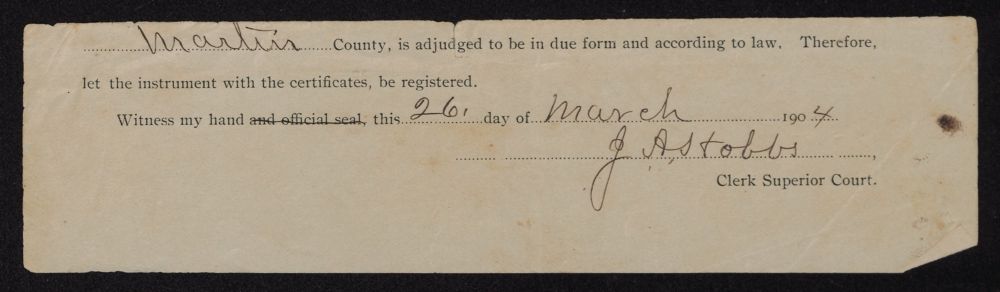 Martin County, is adjudged to be in due form and according to law. Therefore,
let the instrument with the certificates, be registered.
Witness my hand and official seal, this 26. day of March 1904
J A Stobbs
Clerk Superior Court.